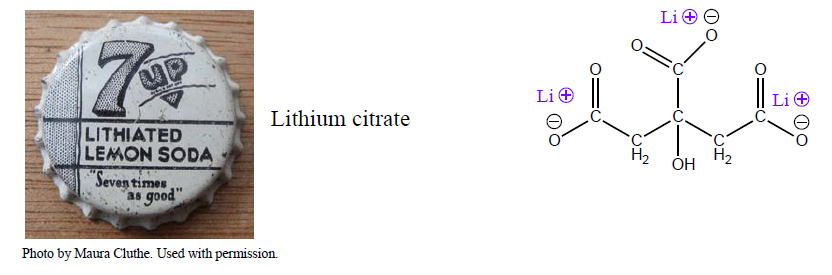 7 UP
LITHIATED
LEMON SODA
"Seven times
as good"
Photo by Maura Cluthe. Used with permission.
Lithium citrate
Li ⊕ ⊖
O O
C
O O
Li ⊕ Li ⊕
⊖ C C ⊖
O C C O
H₂ OH H₂